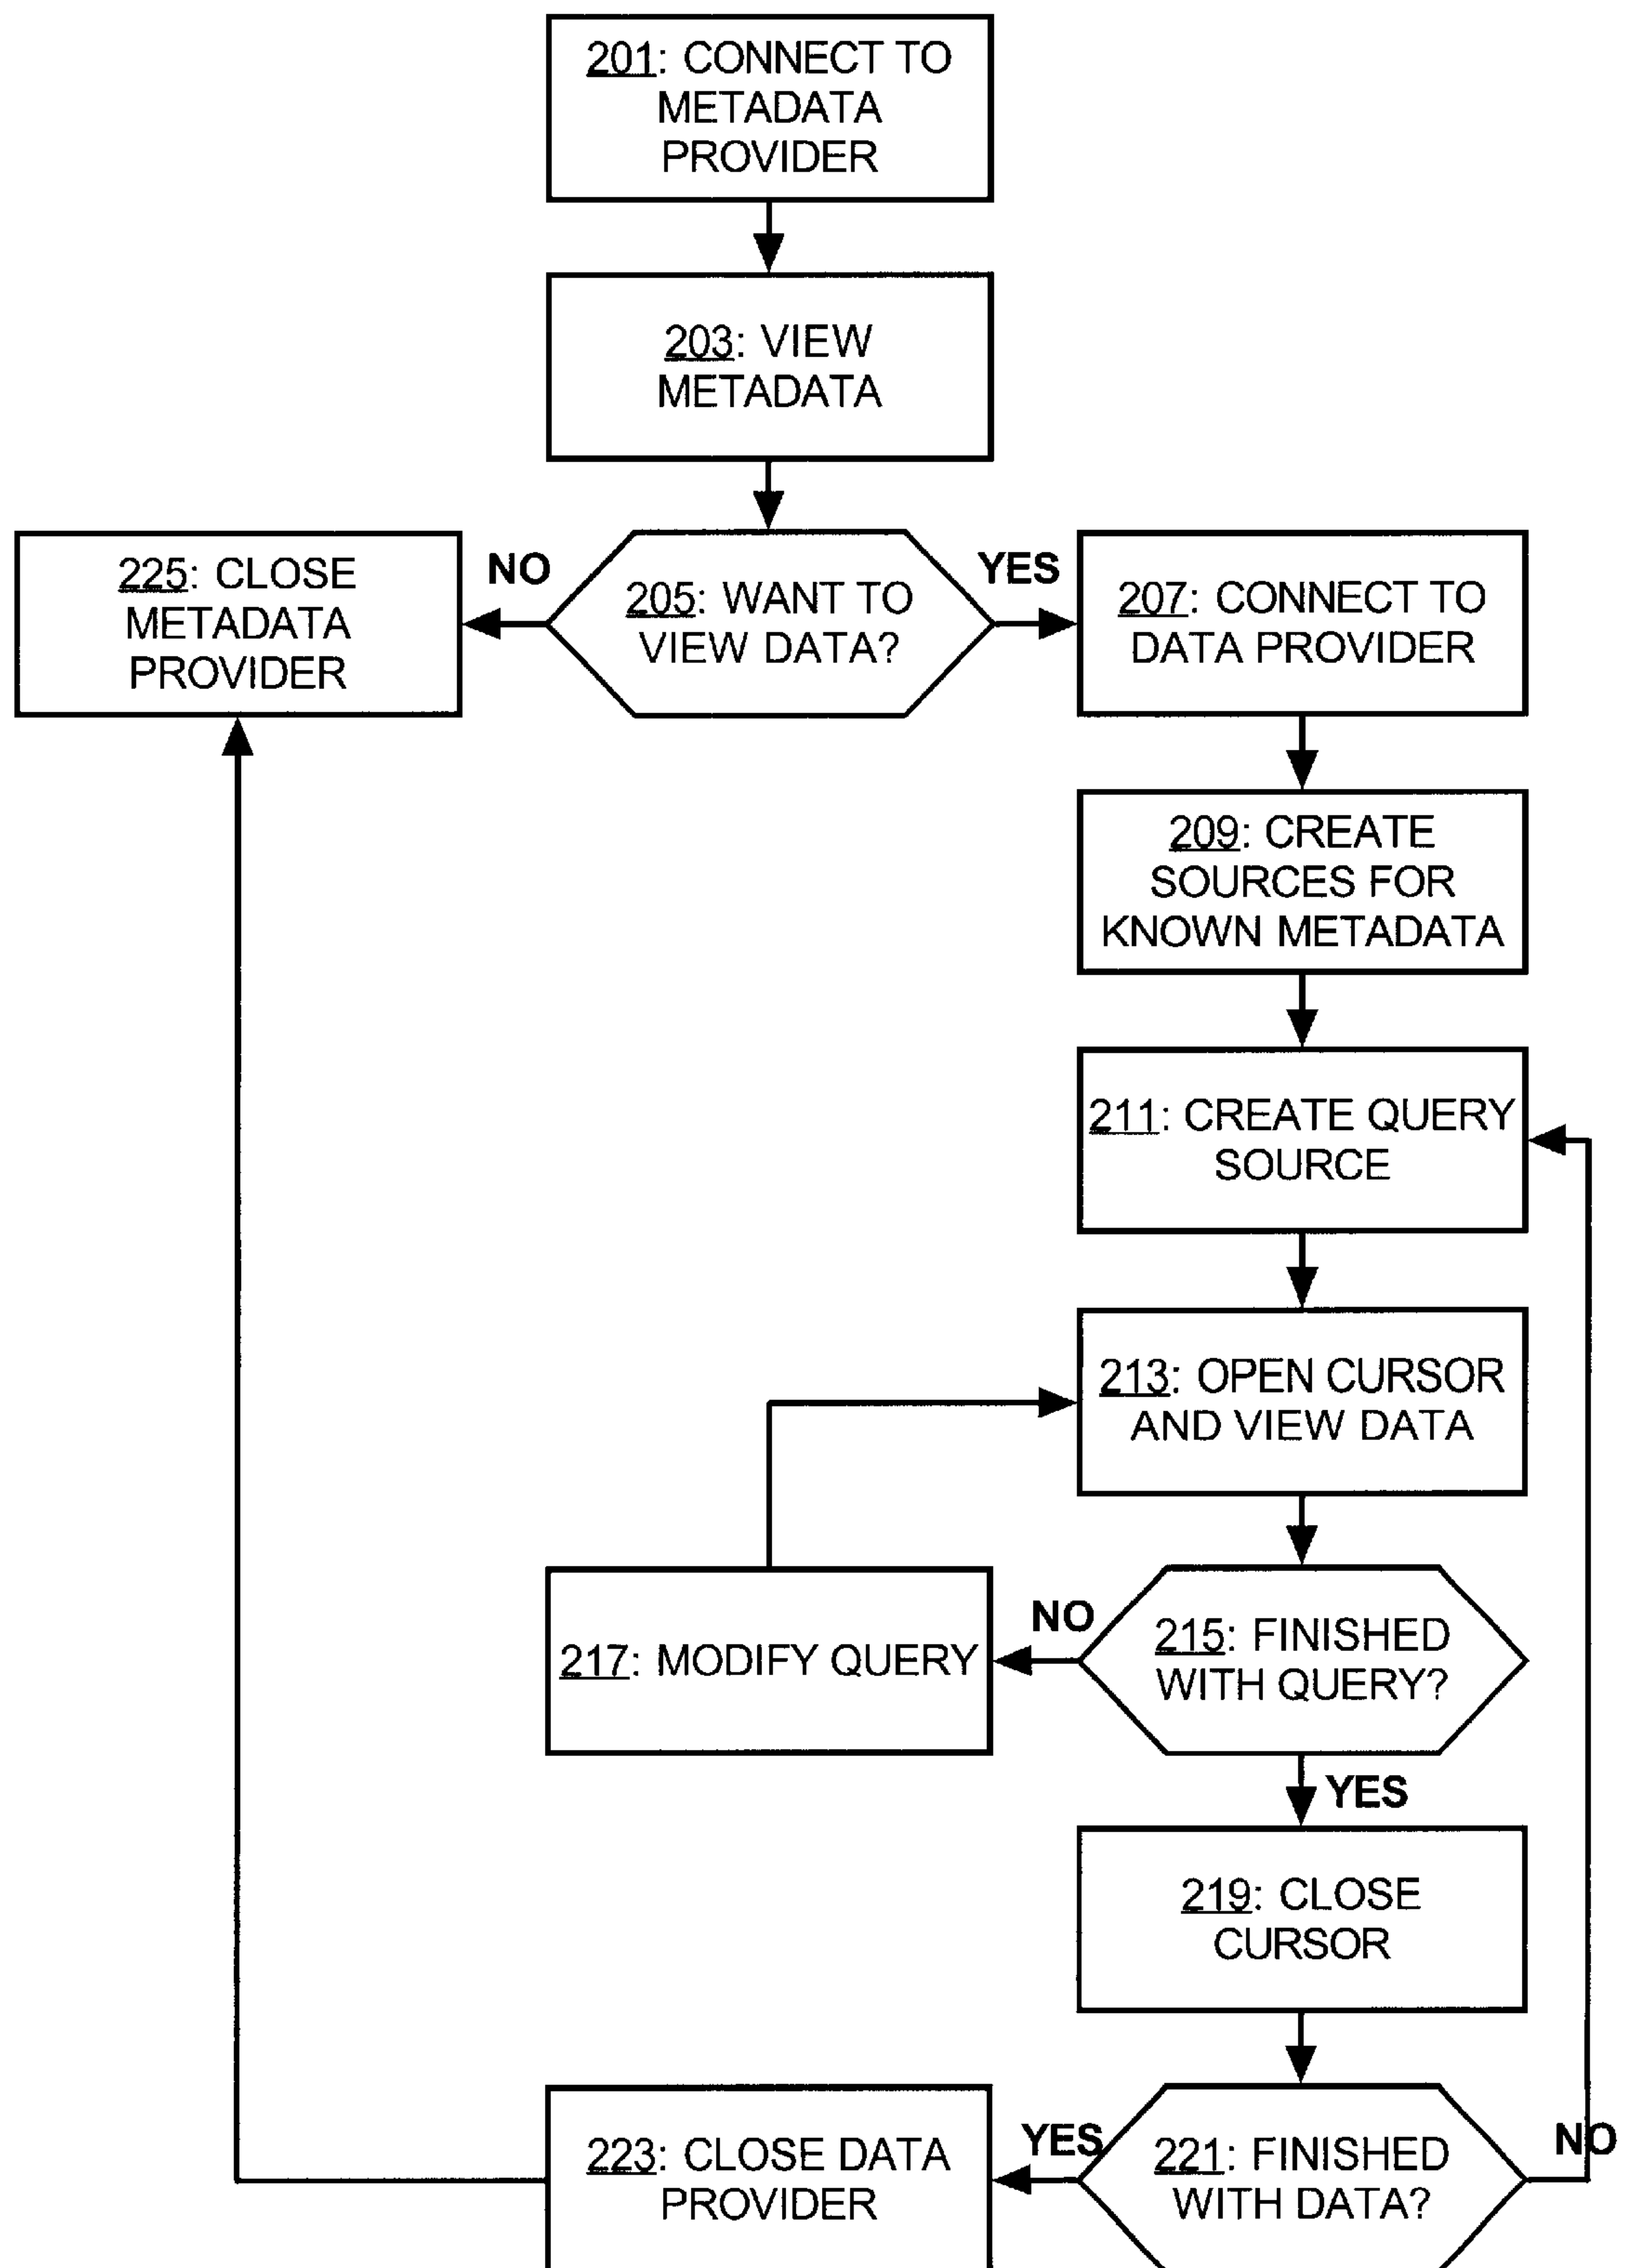 201: CONNECT TO
METADATA
PROVIDER
203: VIEW
METADATA
225: CLOSE
METADATA
PROVIDER
NO
205: WANT TO
VIEW DATA?
YES
207: CONNECT TO
DATA PROVIDER
209: CREATE
SOURCES FOR
KNOWN METADATA
211: CREATE QUERY
SOURCE
213: OPEN CURSOR
AND VIEW DATA
217: MODIFY QUERY
NO
215: FINISHED
WITH QUERY?
YES
219: CLOSE
CURSOR
223: CLOSE DATA
PROVIDER
YES
221: FINISHED
WITH DATA?
NO